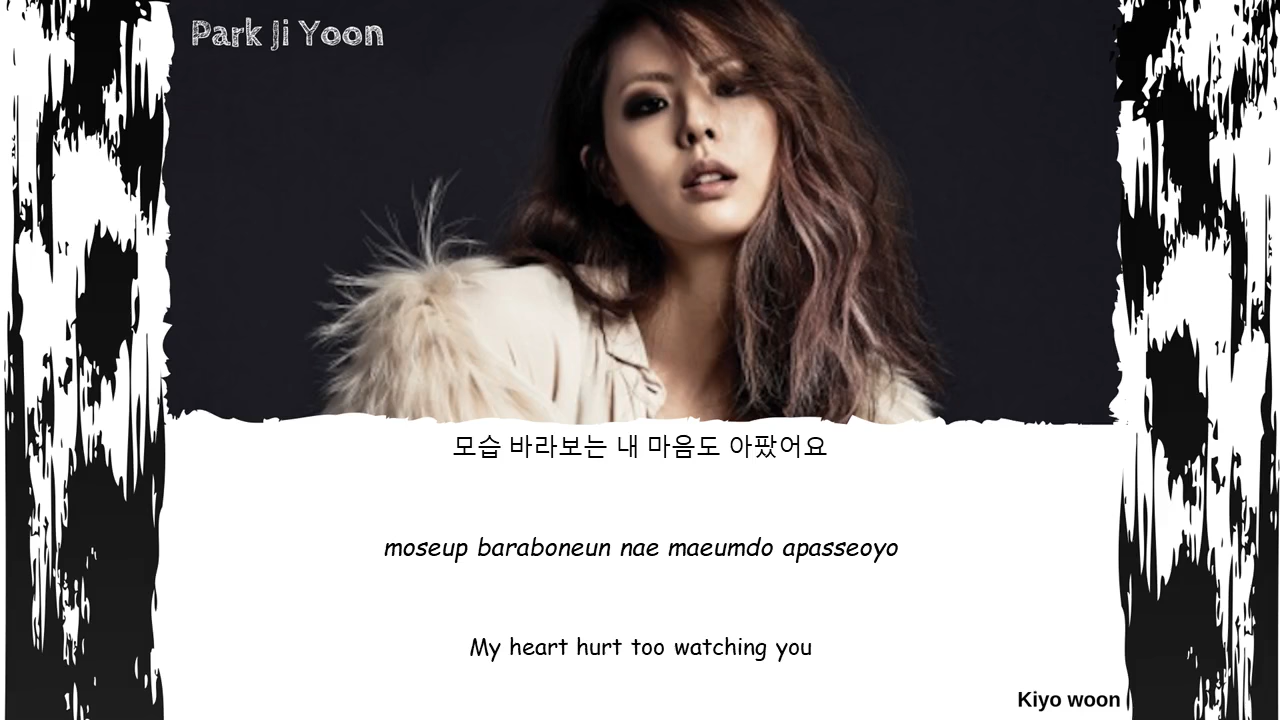 Park Ji Yoon
모습 바라보는 내 마음도 아팠어요
moseup baraboneun nae maeumdo apasseoyo
My heart hurt too watching you
Kiyo woon